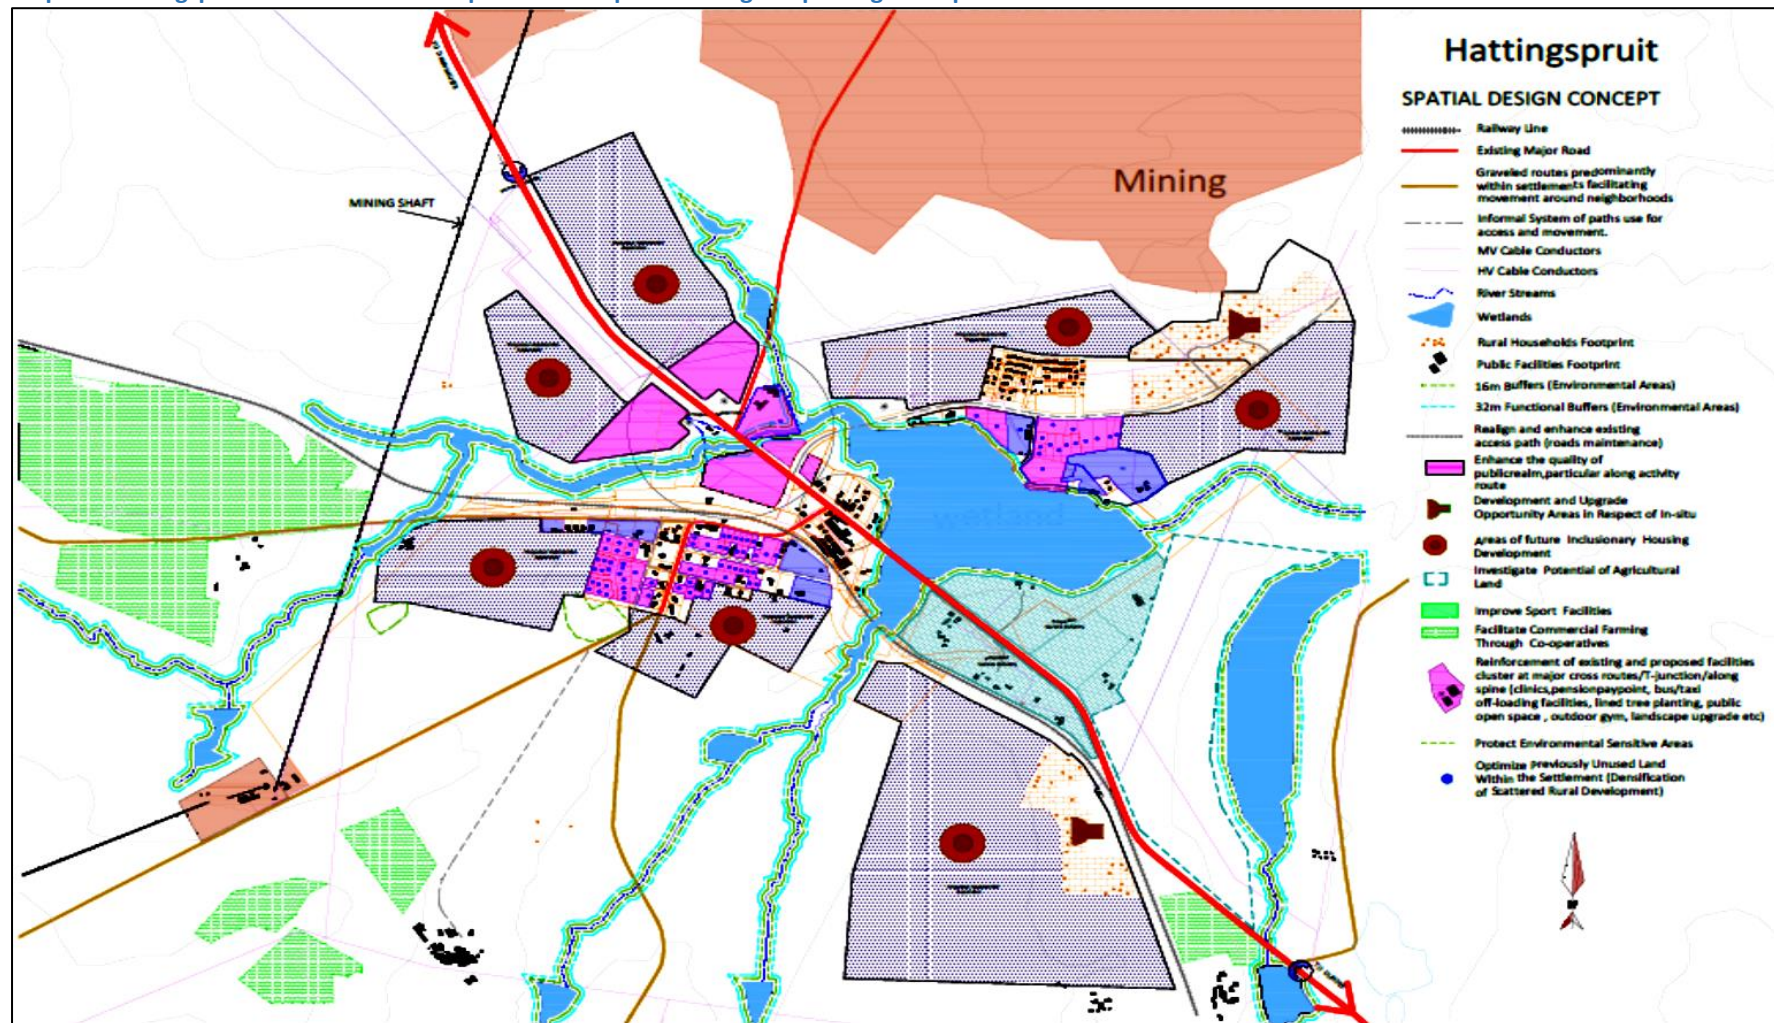 Hattingspruit
SPATIAL DESIGN CONCEPT
Railway Line
Existing Major Road
Graveled routes predominantly
within settlements facilitating
movement around neighborhoods
Informal System of paths use for
access and movement.
MV Cable Conductors
HV Cable Conductors
River Streams
Wetlands
Rural Households Footprint
Public Facilities Footprint
16m Buffers (Environmental Areas)
32m Functional Buffers (Environmental Areas)
Realign and enhance existing
access path (roads maintenance)
Enhance the quality of
publicrealm,particular along activity
route
Development and Upgrade
Opportunity Areas in Respect of In-situ
Areas of future Inclusionary Housing
Development
Investigate Potential of Agricultural
Land
Improve Sport Facilities
Facilitate Commercial Farming
Through Co-operatives
Reinforcement of existing and proposed facilities
cluster at major cross routes/T-junction/along
spine (clinics,pensionpaypoint, bus/taxi
off-loading facilities, lined tree planting, public
open space , outdoor gym, landscape upgrade etc)
Protect Environmental Sensitive Areas
Optimize Previously Unused Land
Within the Settlement (Densification
of Scattered Rural Development)
Mining
MINING SHAFT
wetland